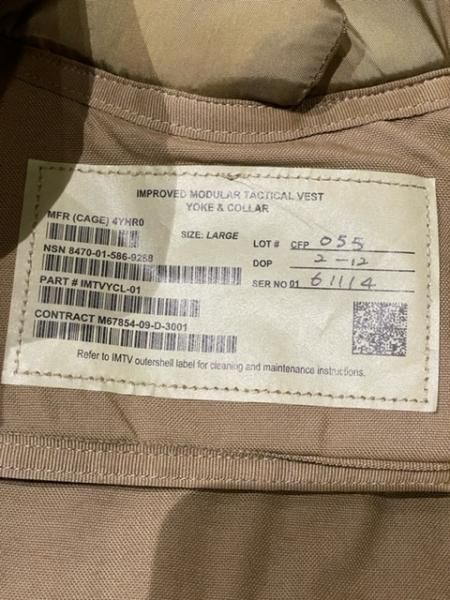 IMPROVED MODULAR TACTICAL VEST
YOKE & COLLAR
MFR (CAGE) 4YHR0
SIZE: LARGE
LOT # CFP 055
NSN 8470-01-586-9288
DOP 2-12
PART # IMTVYCL-01
SER NO 01 61114
CONTRACT M67854-09-D-3001
Refer to IMTV outershell label for cleaning and maintenance instructions.